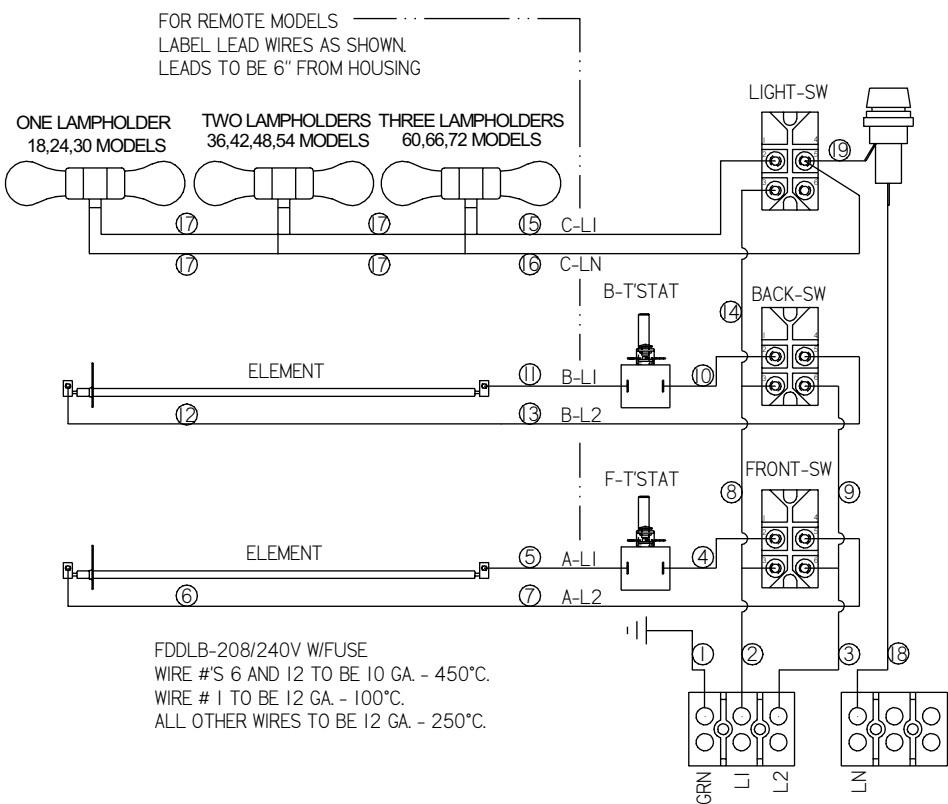 FOR REMOTE MODELS
LABEL LEAD WIRES AS SHOWN.
LEADS TO BE 6" FROM HOUSING
LIGHT-SW
ONE LAMPHOLDER
18,24,30 MODELS
TWO LAMPHOLDERS
36,42,48,54 MODELS
THREE LAMPHOLDERS
60,66,72 MODELS
19
17
17
15
C-L1
17
17
16
C-LN
B-T'STAT
BACK-SW
14
ELEMENT
11
B-L1
10
12
13
B-L2
F-T'STAT
FRONT-SW
8
9
ELEMENT
5
A-L1
4
6
7
A-L2
FDDLB-208/240V W/FUSE
WIRE #'S 6 AND 12 TO BE 10 GA. - 450°C.
WIRE # 1 TO BE 12 GA. - 100°C.
ALL OTHER WIRES TO BE 12 GA. - 250°C.
1
2
3
18
GRN
L1
L2
LN